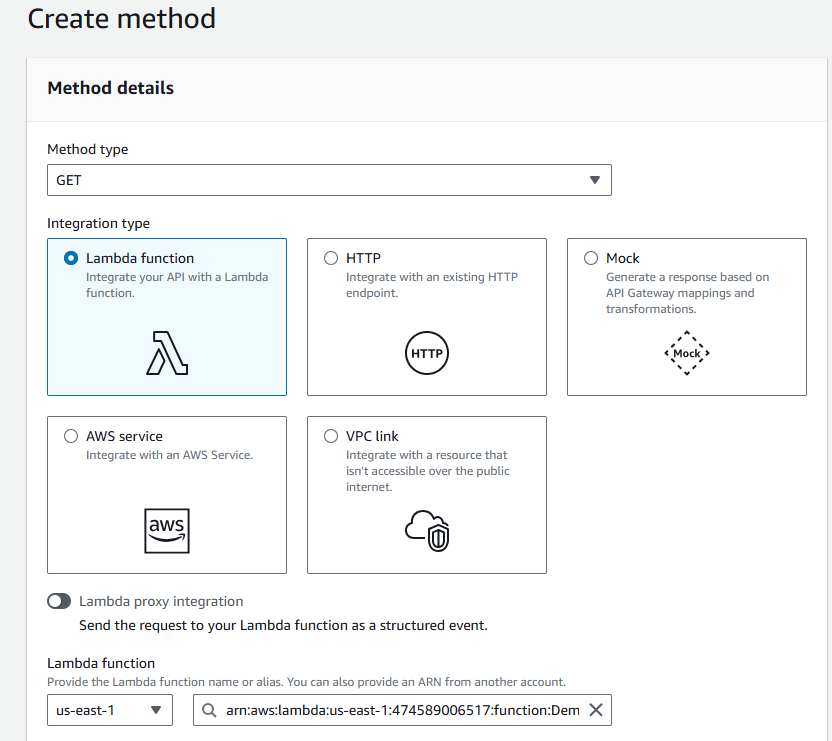 Create method
Method details
Method type
GET
Integration type
Lambda function
Integrate your API with a Lambda
function.
HTTP
Integrate with an existing HTTP
endpoint.
HTTP
Mock
Generate a response based on
API Gateway mappings and
transformations.
Mock
AWS service
Integrate with an AWS Service.
aws
VPC link
Integrate with a resource that
isn't accessible over the public
internet.
Lambda proxy integration
Send the request to your Lambda function as a structured event.
Lambda function
Provide the Lambda function name or alias. You can also provide an ARN from another account.
us-east-1
arn:aws:lambda:us-east-1:474589006517:function:Dem